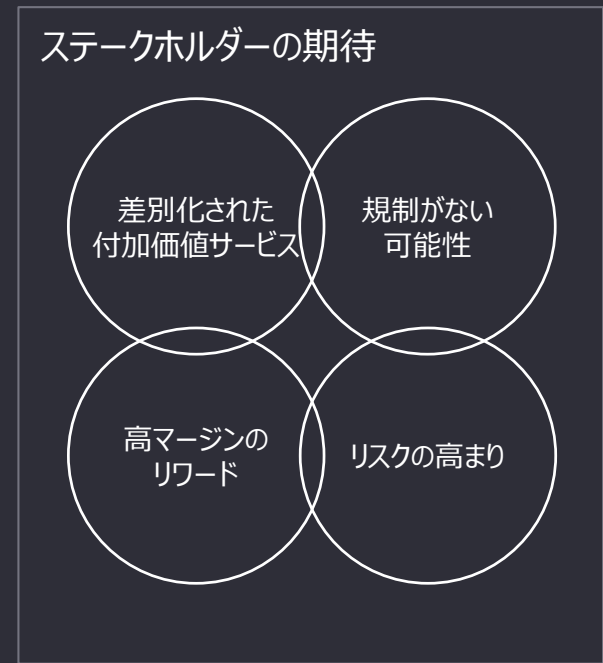 ステークホルダーの期待
差別化された
付加価値サービス
規制がない
可能性
高マージンの
リワード
リスクの高まり